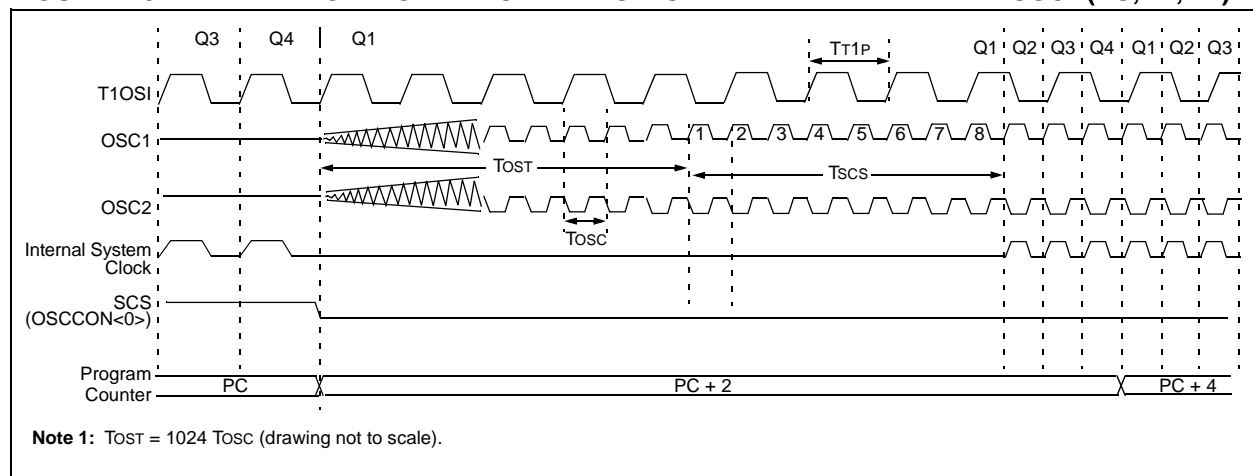 Q3 Q4 Q1 Q1 Q2 Q3 Q4 Q1 Q2 Q3
TT1P
T1OSI
OSC1
1 2 3 4 5 6 7 8
TOST
TSCS
OSC2
TOSC
Internal System
Clock
SCS
(OSCCON<0>)
Program
Counter
PC
PC + 2
PC + 4
Note 1: TOST = 1024 TOSC (drawing not to scale).